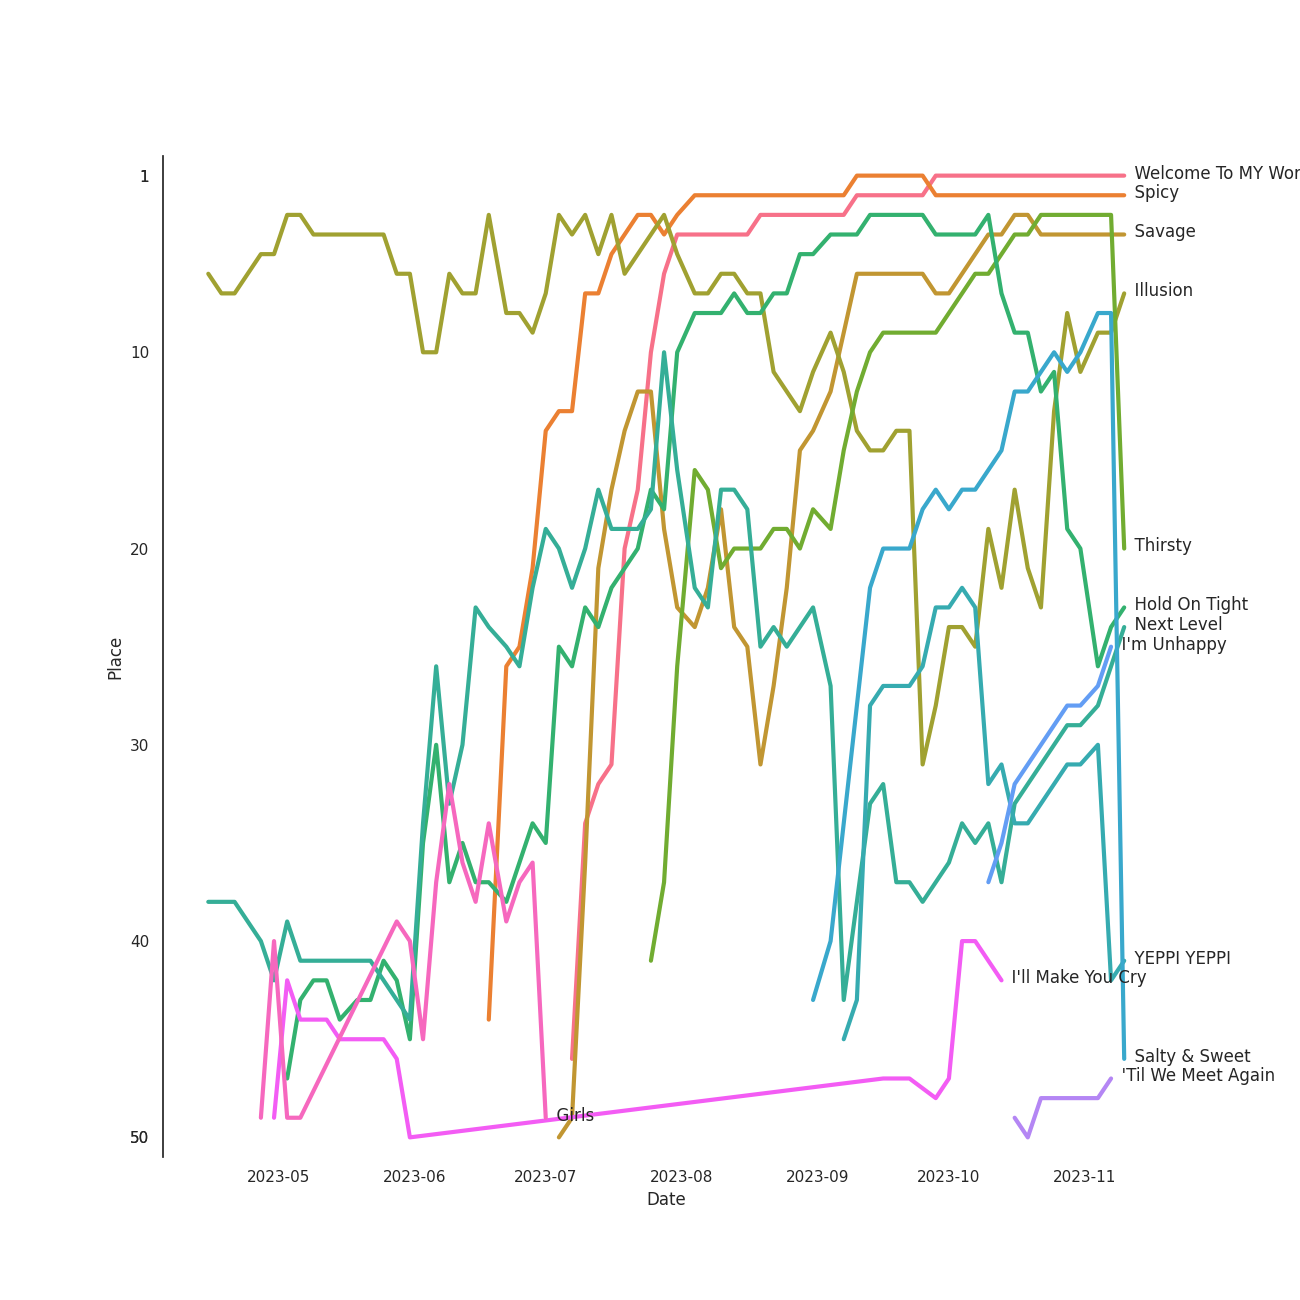 1
Welcome To MY Wor
Spicy
Savage
Illusion
10
20
Thirsty
Hold On Tight
Next Level
I'm Unhappy
Place
30
40
YEPPI YEPPI
I'll Make You Cry
Salty & Sweet
'Til We Meet Again
Girls
50
2023-05 2023-06 2023-07 2023-08 2023-09 2023-10 2023-11
Date